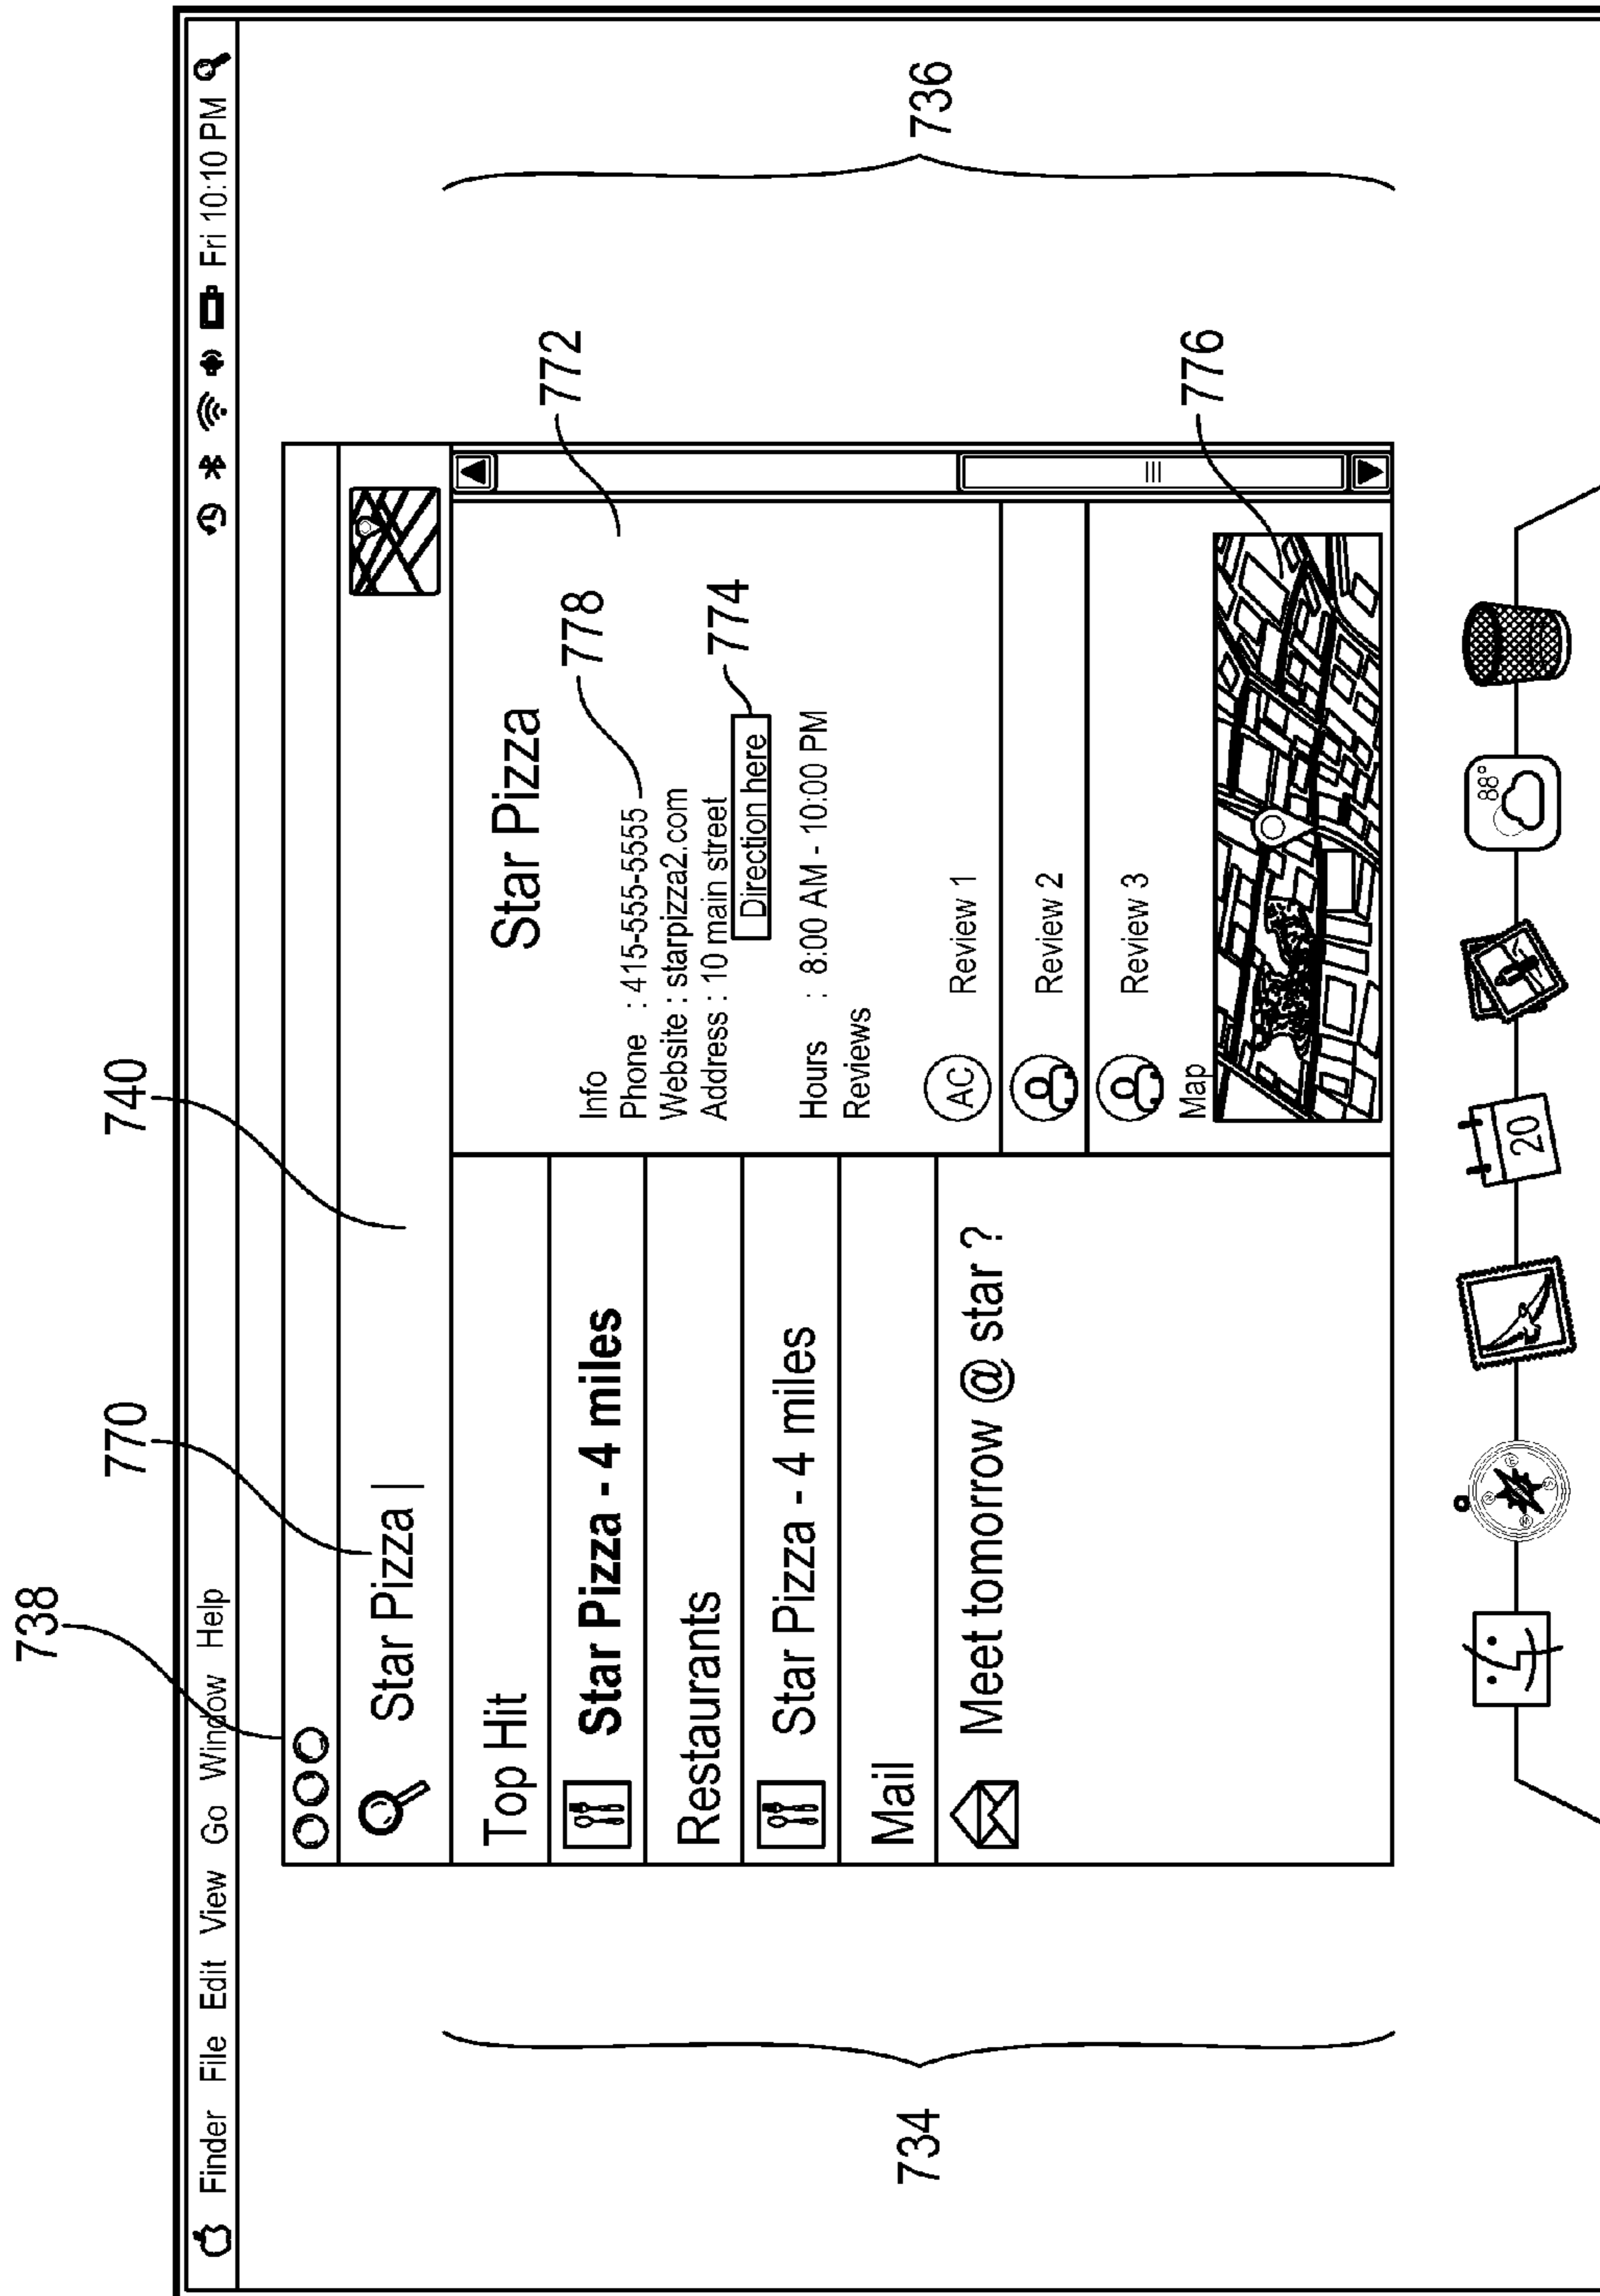 738
770
740
Finder File Edit View Go Window Help Fri 10:10 PM
Star Pizza
Top Hit
Star Pizza - 4 miles
Restaurants
Star Pizza - 4 miles
Mail
Meet tomorrow @ star ?
Star Pizza
772
Info
778
Phone : 415-555-5555
Website : starpizza2.com
Address : 10 main street
774
Direction here
Hours : 8:00 AM - 10:00 PM
Reviews
AC Review 1
Review 2
Review 3
Map
776
734
736
N
E
S
W
20
88°